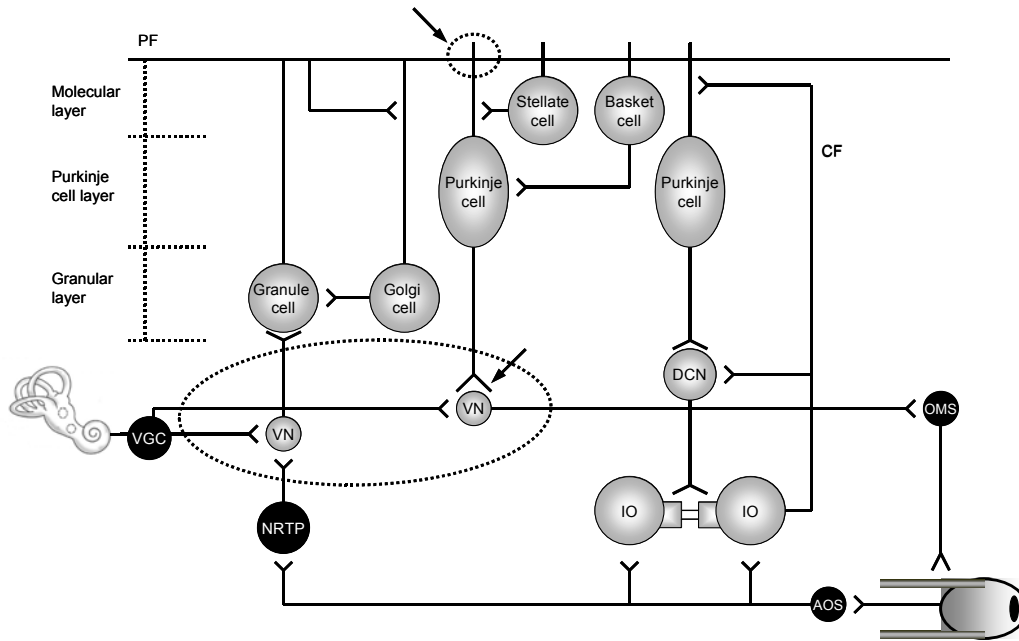 PF
Molecular
layer
Stellate
cell
Basket
cell
CF
Purkinje
cell layer
Purkinje
cell
Purkinje
cell
Granular
layer
Granule
cell
Golgi
cell
DCN
VN
OMS
VGC
VN
IO
IO
NRTP
AOS